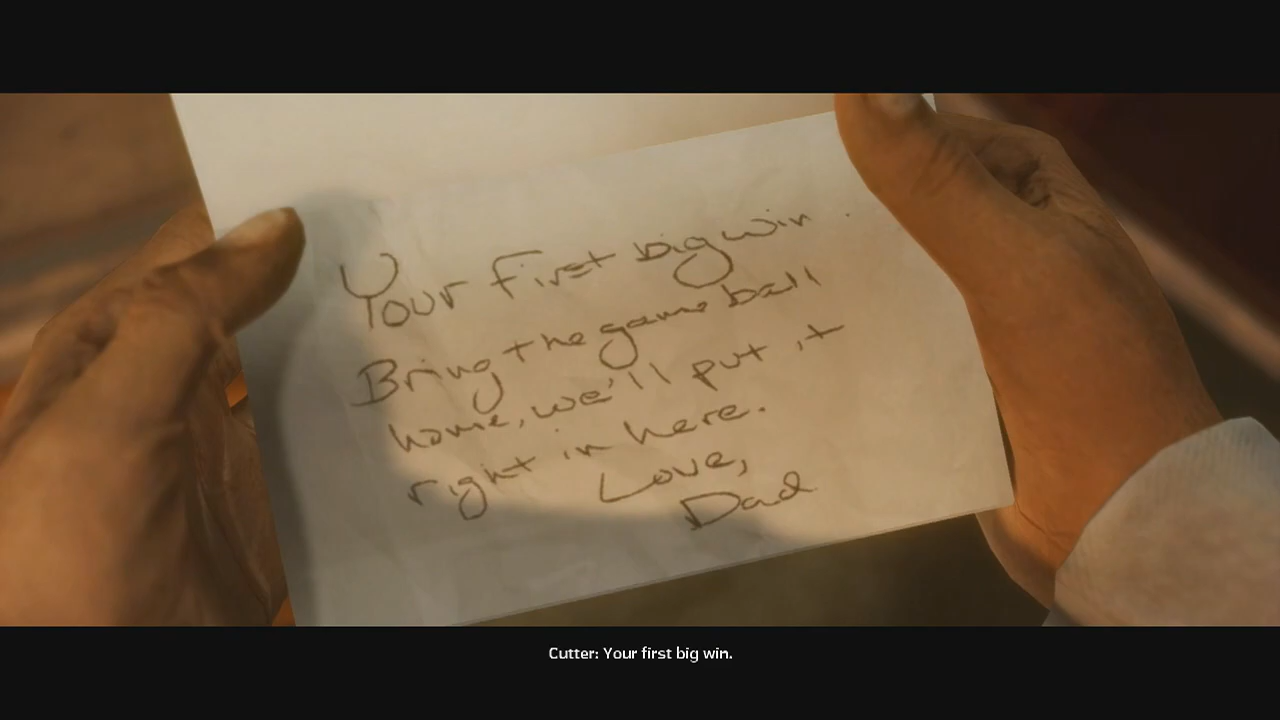 Your first big win.
Bring the game ball
home, we'll put it
right in here.
Love,
Dad
Cutter: Your first big win.